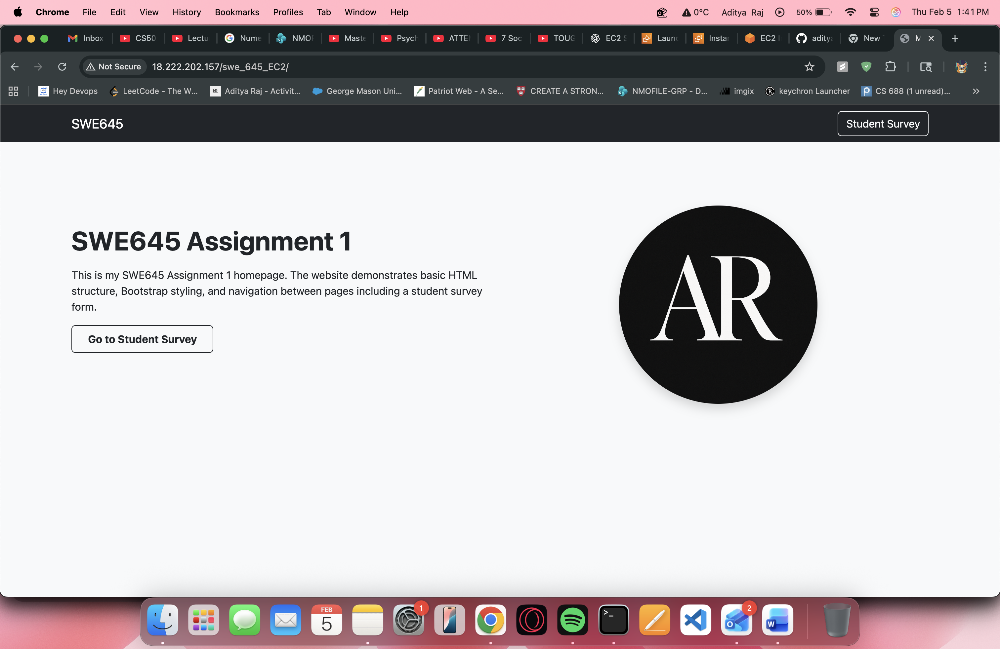 Chrome File Edit View History Bookmarks Profiles Tab Window Help 0°C Aditya Raj 50% Thu Feb 5 1:41 PM
Inbox CS50 Lectu Nume NMOF Maste Psych ATTE 7 Soc TOUG EC2 Laun Instar EC2 aditya New M
Not Secure 18.222.202.157/swe_645_EC2/
Hey Devops LeetCode - The W... KR Aditya Raj - Activit... George Mason Uni... Patriot Web - A Se... CREATE A STRON... NMOFILE-GRP - D... imgix keychron Launcher CS 688 (1 unread)...
SWE645 Student Survey
SWE645 Assignment 1
This is my SWE645 Assignment 1 homepage. The website demonstrates basic HTML
structure, Bootstrap styling, and navigation between pages including a student survey
form.
Go to Student Survey
AR
FEB
5
1
2
W